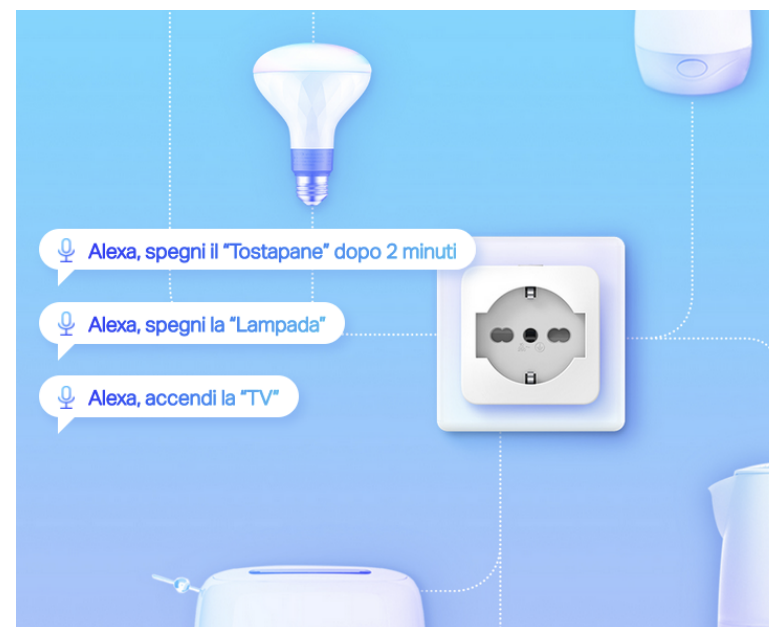 Alexa, spegni il “Tostapane” dopo 2 minuti
Alexa, spegni la “Lampada”
Alexa, accendi la “TV”